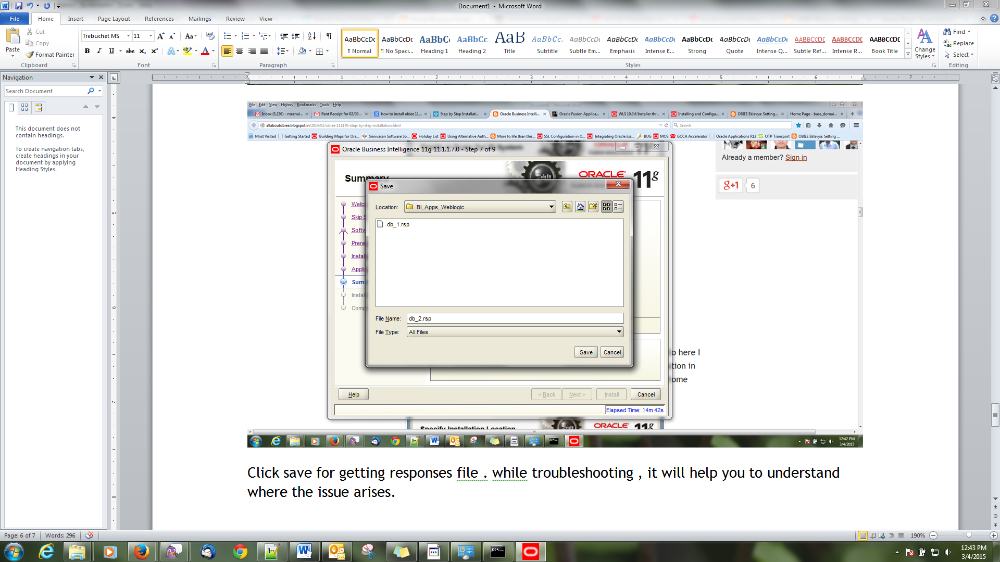 Document1 - Microsoft Word
File Home Insert Page Layout References Mailings Review View
Paste
Cut
Copy
Format Painter
Clipboard
Trebuchet MS 11
Font
Paragraph
AaBbCcDc AaBbCcDc AaBbCc AaBbCc AaBb AaBbCc. AaBbCcDc AaBbCcDc AaBbCcDc AaBbCcDc AaBbCcDc AaBbCcDc AABBCCDE AABBCCDE AABBCCDE
¶ Normal ¶ No Spaci... Heading 1 Heading 2 Title Subtitle Subtle Em... Emphasis Intense E... Strong Quote Intense Q... Subtle Ref... Intense R... Book Title
Change Styles
Styles
Find
Replace
Select
Editing
Navigation
Search Document
This document does not
contain headings.
To create navigation tabs,
create headings in your
document by applying
Heading Styles.
File Edit View History Bookmarks Tools Help
Inbox (5,236) - meenal... Rent Receipt for 02/03... how to install obiee 11... Step by Step Installati... Oracle Business Intelli... Oracle Fusion Applica... WLS 10.3.6 Installer thr... Installing and Configu... OBIEE Eklavya: Setting... Home Page - base_domai...
allaboutobiee.blogspot.in/2014/01/obiee-111170-step-by-step-installation.html
Search
Most Visited Getting Started Building Maps for Ora... Srinivasan Software So... Holiday List Using Alternative Auth... More to life than this... SSL Configuration in O... Integrating Oracle Ess... BUG MOS GCCA Accelerator Oracle Applications R12 OTP Transport OBIEE Eklavya: Setting ...
Already a member? Sign in
g+1 6
Oracle Business Intelligence 11g 11.1.1.7.0 - Step 7 of 9
Summary
ORACLE 11g
Welco
Skip S
Softw
Prere
Instal
Appli
Sum
Instal
Comp
Save
Location: BI_Apps_Weblogic
db_1.rsp
File Name: db_2.rsp
File Type: All Files
Save Cancel
o here I
tion in
ome
Help < Back Next > Install Cancel
Elapsed Time: 14m 42s
Specify Installation Location
ORACLE 11g
12:42 PM
3/4/2015
Click save for getting responses file . while troubleshooting , it will help you to understand
where the issue arises.
Page: 6 of 7 Words: 296
190%
12:43 PM
3/4/2015